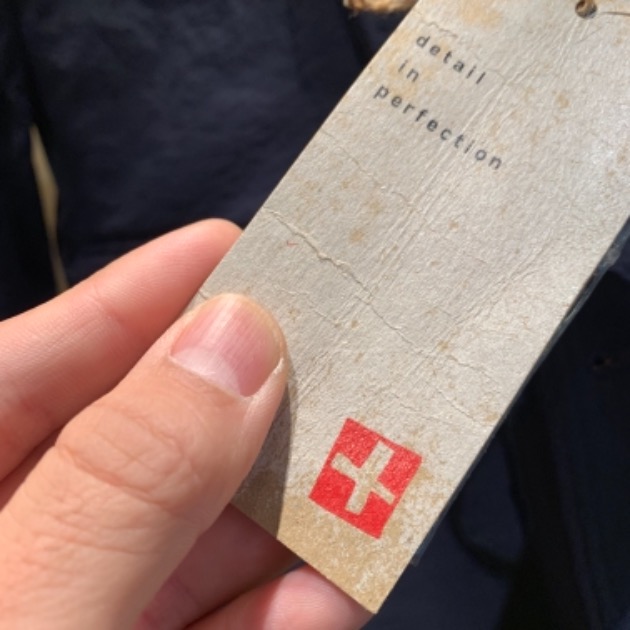 detail
in
perfection